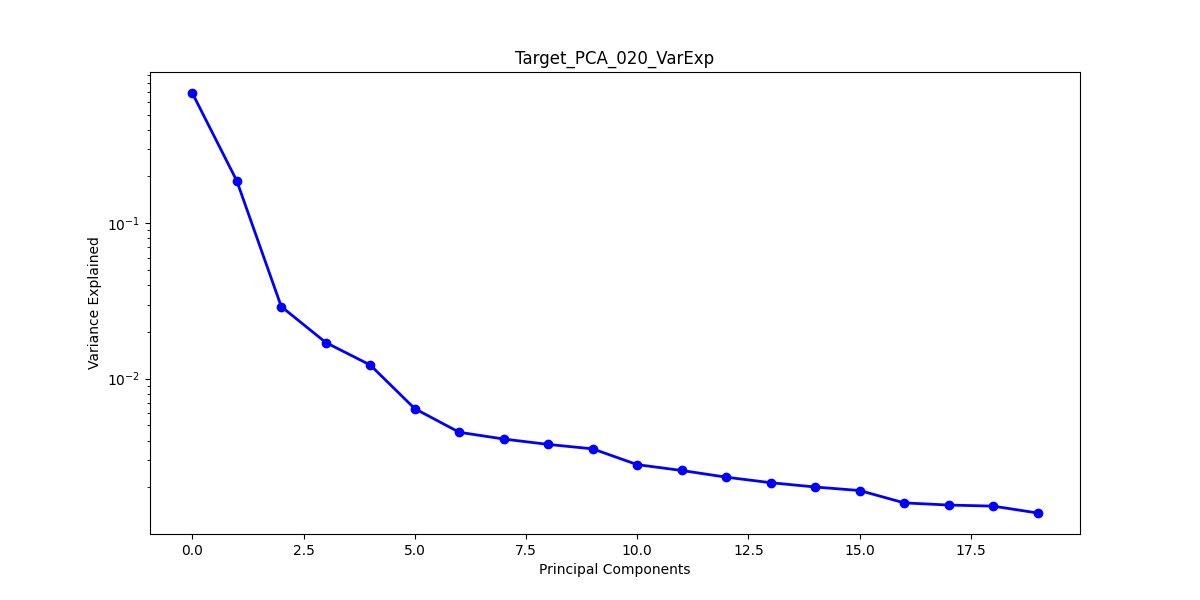 Target_PCA_020_VarExp
Variance Explained
10⁻¹
10⁻²
0.0 2.5 5.0 7.5 10.0 12.5 15.0 17.5
Principal Components